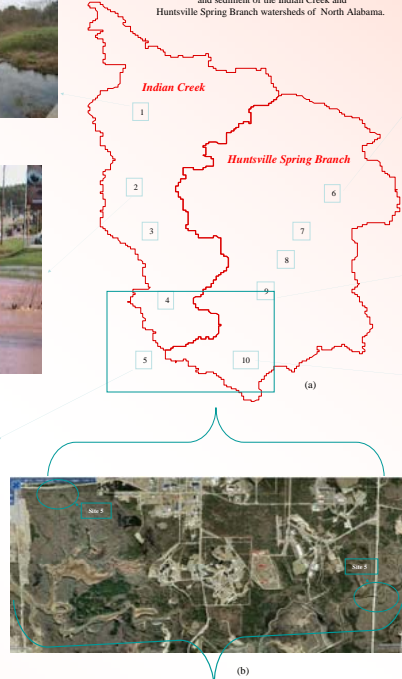 and sediment of the Indian Creek and
Huntsville Spring Branch watersheds of North Alabama.
Indian Creek
1
Huntsville Spring Branch
2
6
3
7
8
9
4
5
10
(a)
Site 5
Site 5
(b)